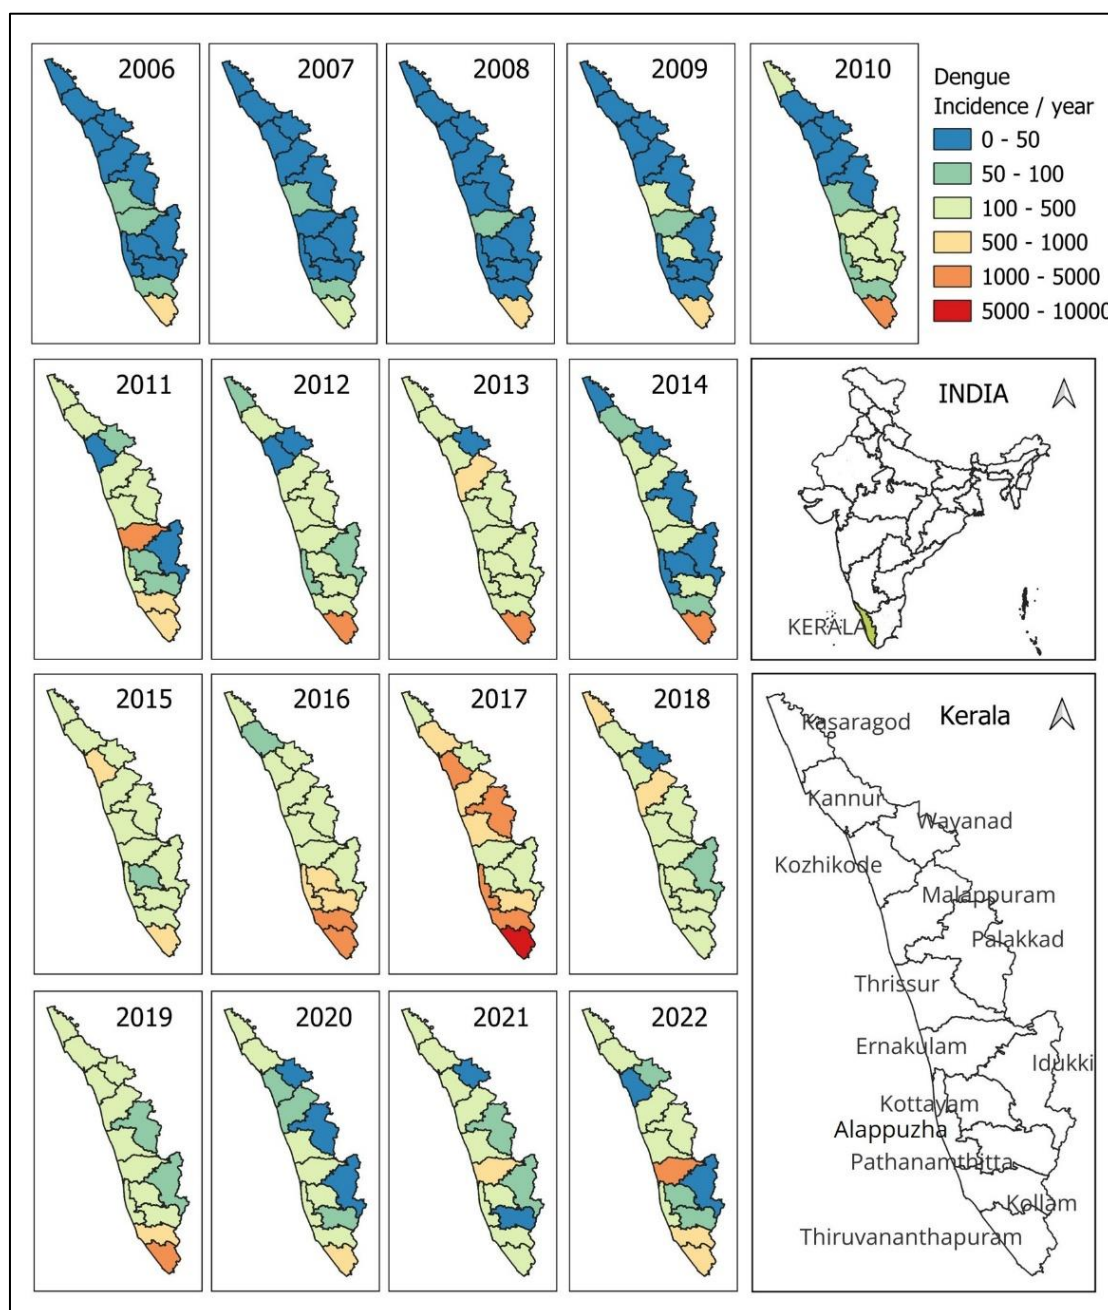 2006
2007
2008
2009
2010
Dengue
Incidence / year
0 - 50
50 - 100
100 - 500
500 - 1000
1000 - 5000
5000 - 10000
2011
2012
2013
2014
INDIA
KERALA
2015
2016
2017
2018
Kerala
Kasaragod
Kannur
Wayanad
Kozhikode
Malappuram
Palakkad
Thrissur
Ernakulam
Idukki
Kottayam
Alappuzha
Pathanamthitta
Kollam
Thiruvananthapuram
2019
2020
2021
2022